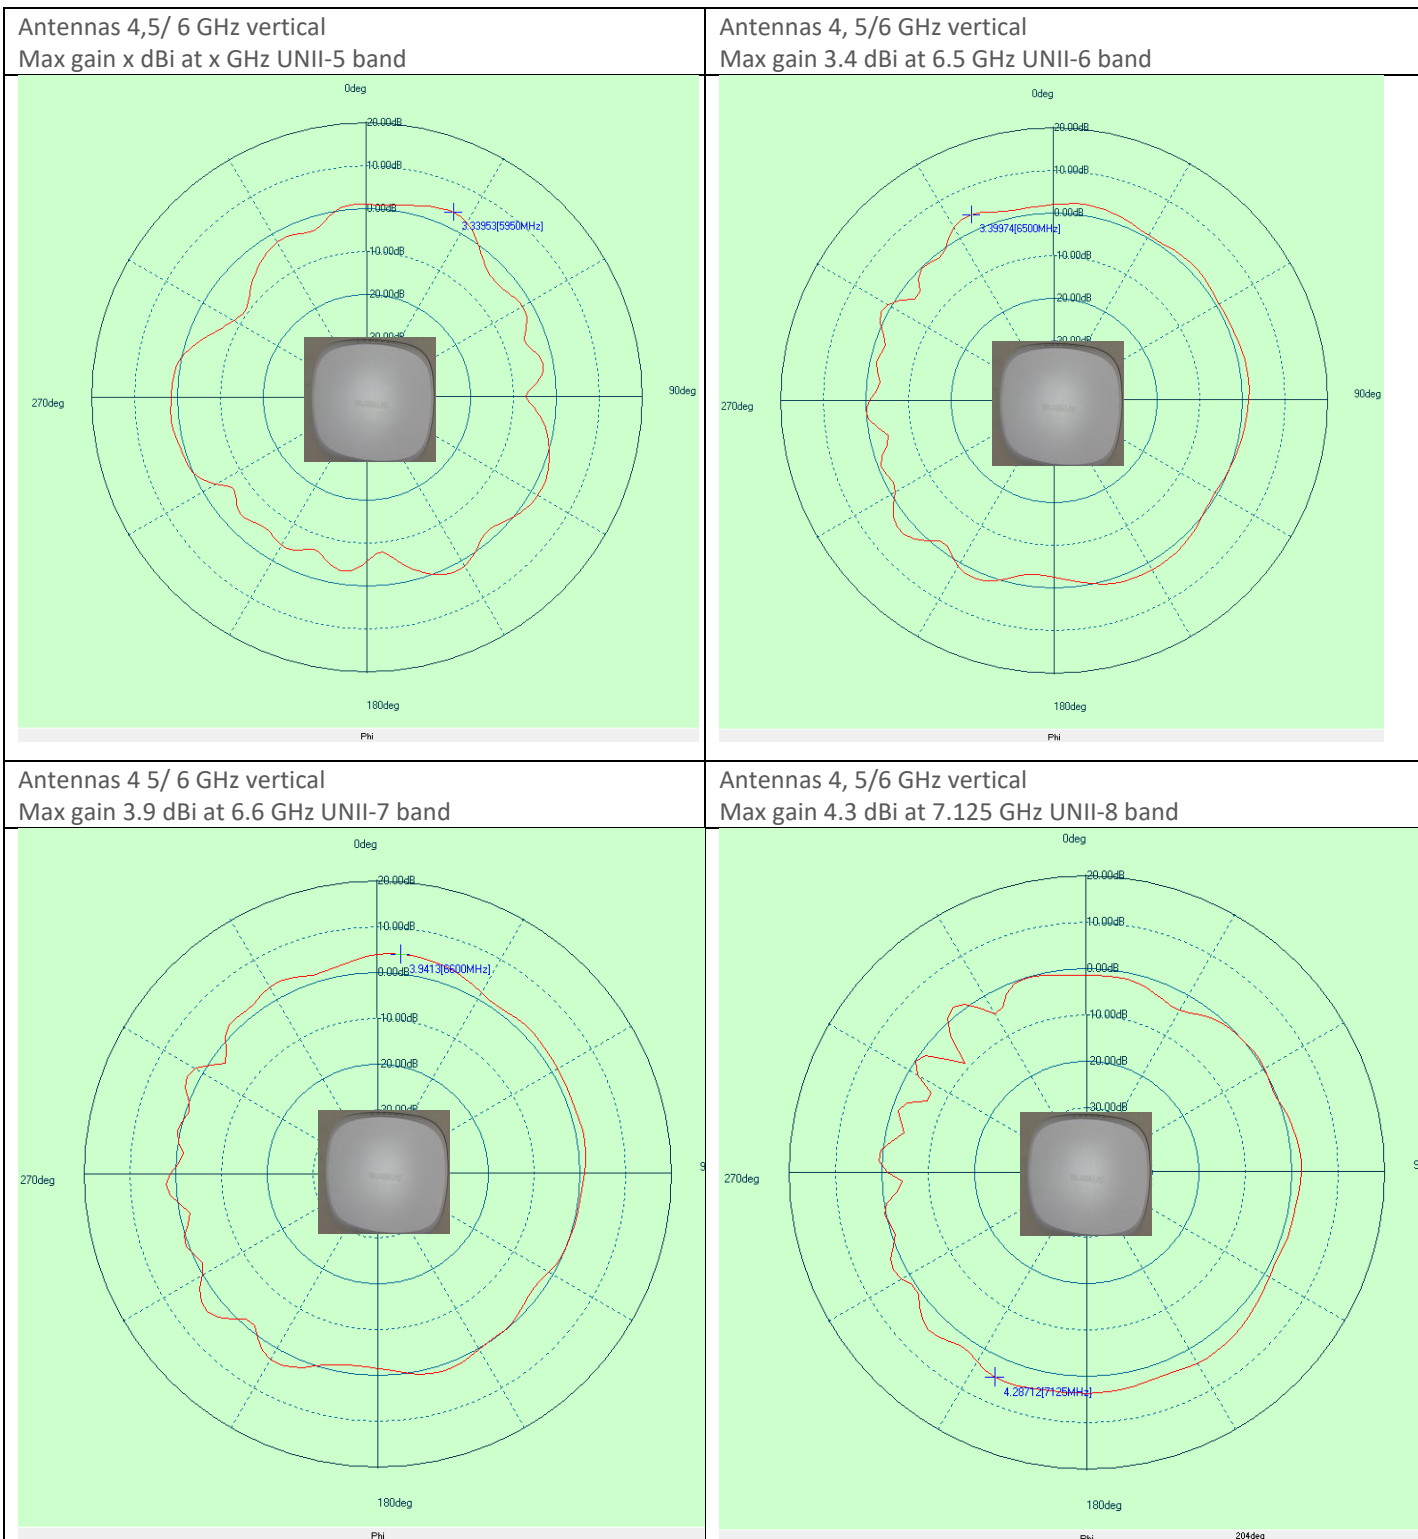 Antennas 4,5/ 6 GHz vertical
Max gain x dBi at x GHz UNII-5 band
Antennas 4, 5/6 GHz vertical
Max gain 3.4 dBi at 6.5 GHz UNII-6 band
0deg
20.00dB
10.00dB
0.00dB
3.33953[5950MHz]
-10.00dB
20.00dB
90deg
270deg
180deg
Phi
0deg
20.00dB
10.00dB
0.00dB
3.39974[6500MHz]
-10.00dB
20.00dB
90deg
270deg
180deg
Phi
Antennas 4 5/ 6 GHz vertical
Max gain 3.9 dBi at 6.6 GHz UNII-7 band
Antennas 4, 5/6 GHz vertical
Max gain 4.3 dBi at 7.125 GHz UNII-8 band
0deg
20.00dB
10.00dB
0.00dB
3.9413[6600MHz]
-10.00dB
20.00dB
9
270deg
180deg
Phi
0deg
20.00dB
10.00dB
0.00dB
-10.00dB
20.00dB
-30.00dB
9
270deg
4.28712[7125MHz]
180deg
Phi
204deg